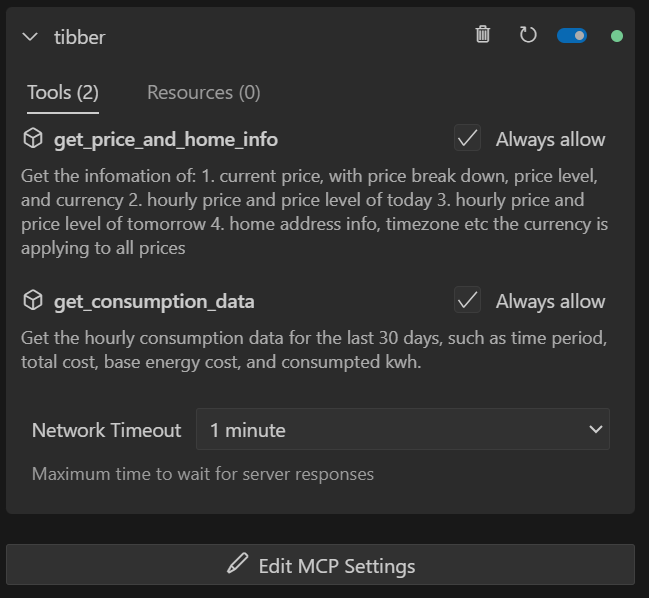 tibber
Tools (2)
Resources (0)
get_price_and_home_info
Always allow
Get the infomation of: 1. current price, with price break down, price level,
and currency 2. hourly price and price level of today 3. hourly price and
price level of tomorrow 4. home address info, timezone etc the currency is
applying to all prices
get_consumption_data
Always allow
Get the hourly consumption data for the last 30 days, such as time period,
total cost, base energy cost, and consumpted kwh.
Network Timeout
1 minute
Maximum time to wait for server responses
Edit MCP Settings